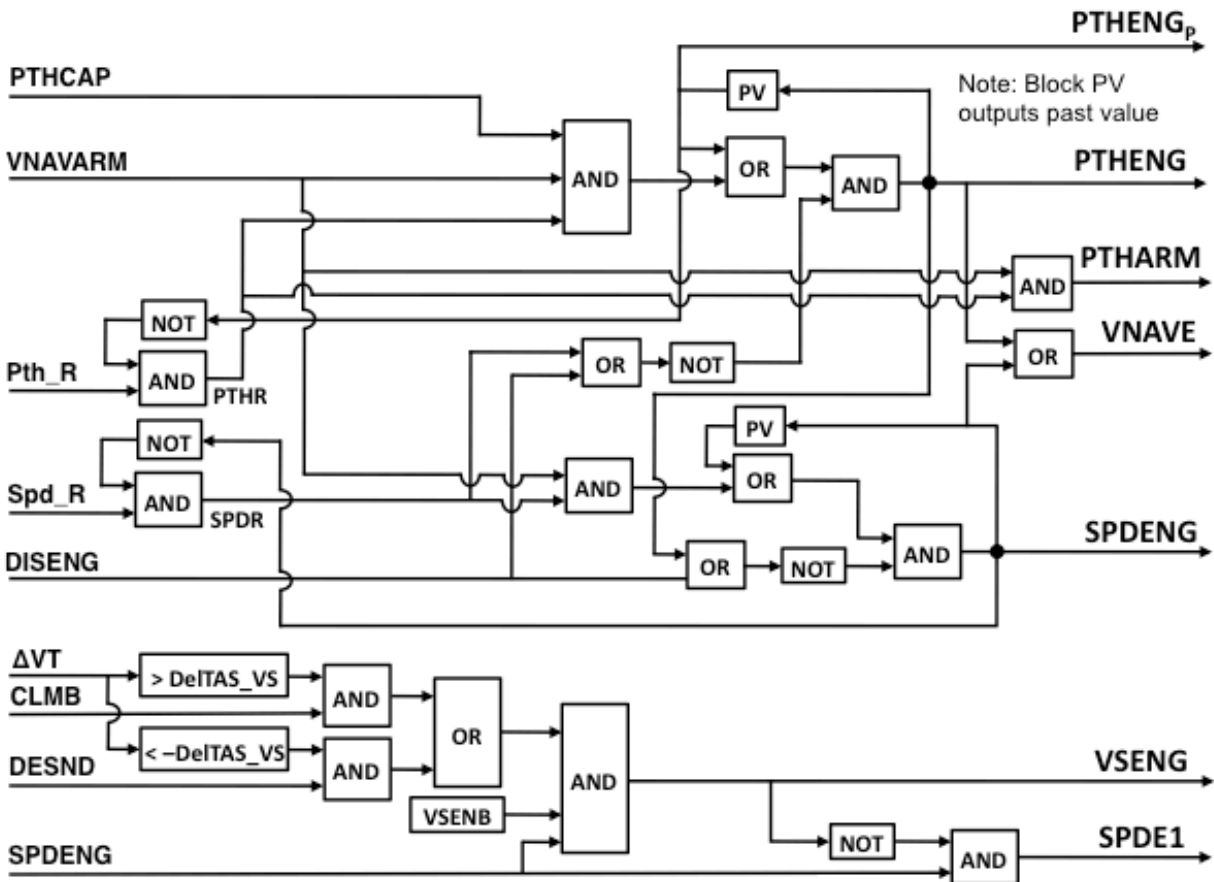 PTHENGP
PTHCAP
PV
Note: Block PV
outputs past value
VNAVARM
AND
OR
AND
PTHENG
PTHARM
AND
NOT
VNAVE
OR
OR
NOT
Pth_R
AND
PTHR
PV
NOT
OR
AND
Spd_R
AND
SPDR
SPDENG
AND
DISENG
OR
NOT
ΔVT
> DelTAS_VS
AND
CLMB
OR
< –DelTAS_VS
AND
DESND
AND
VSENG
VSENB
SPDE1
NOT
SPDENG
AND